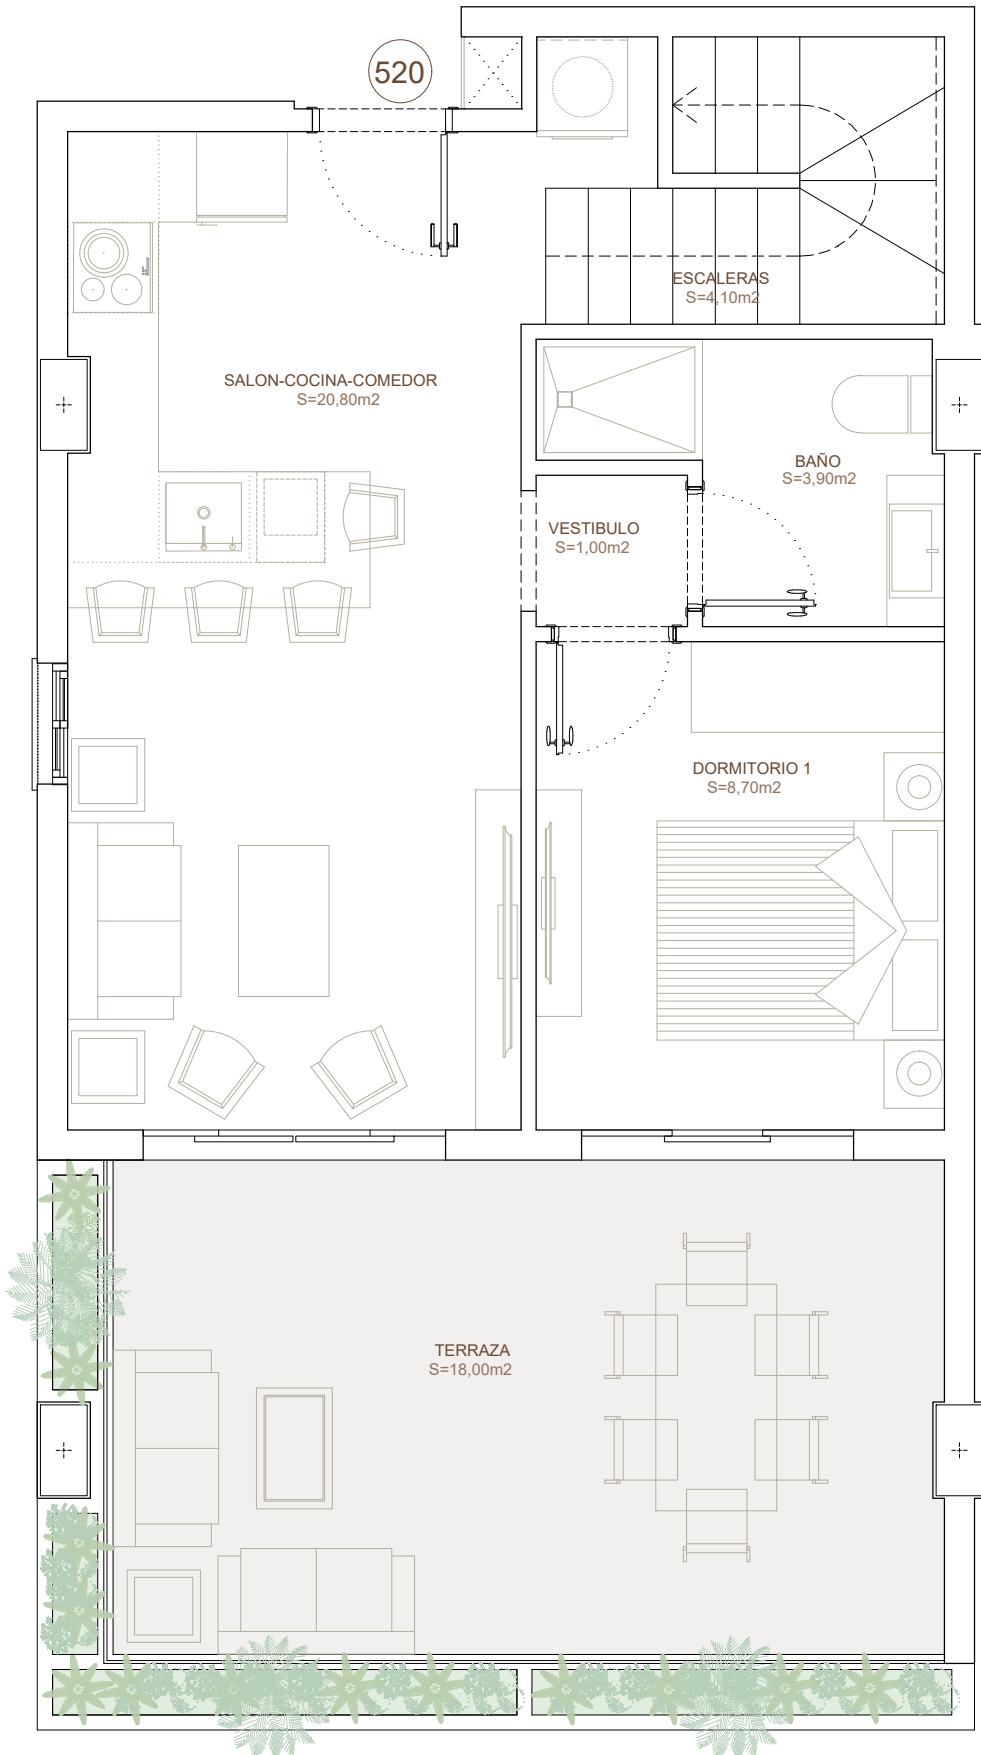 520
ESCALERAS
S=4,10m2
SALON-COCINA-COMEDOR
S=20,80m2
BAÑO
S=3,90m2
VESTIBULO
S=1,00m2
DORMITORIO 1
S=8,70m2
TERRAZA
S=18,00m2